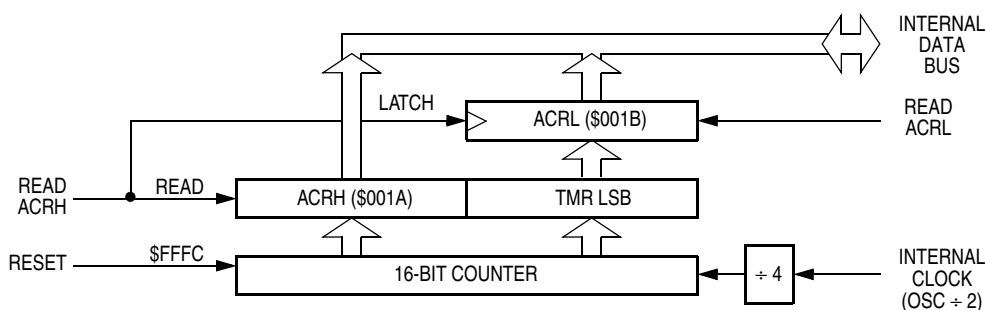 INTERNAL
DATA
BUS
LATCH
ACRL ($001B)
READ
ACRL
READ
ACRH
READ
ACRH ($001A)
TMR LSB
RESET
$FFFC
16-BIT COUNTER
÷ 4
INTERNAL
CLOCK
(OSC ÷ 2)